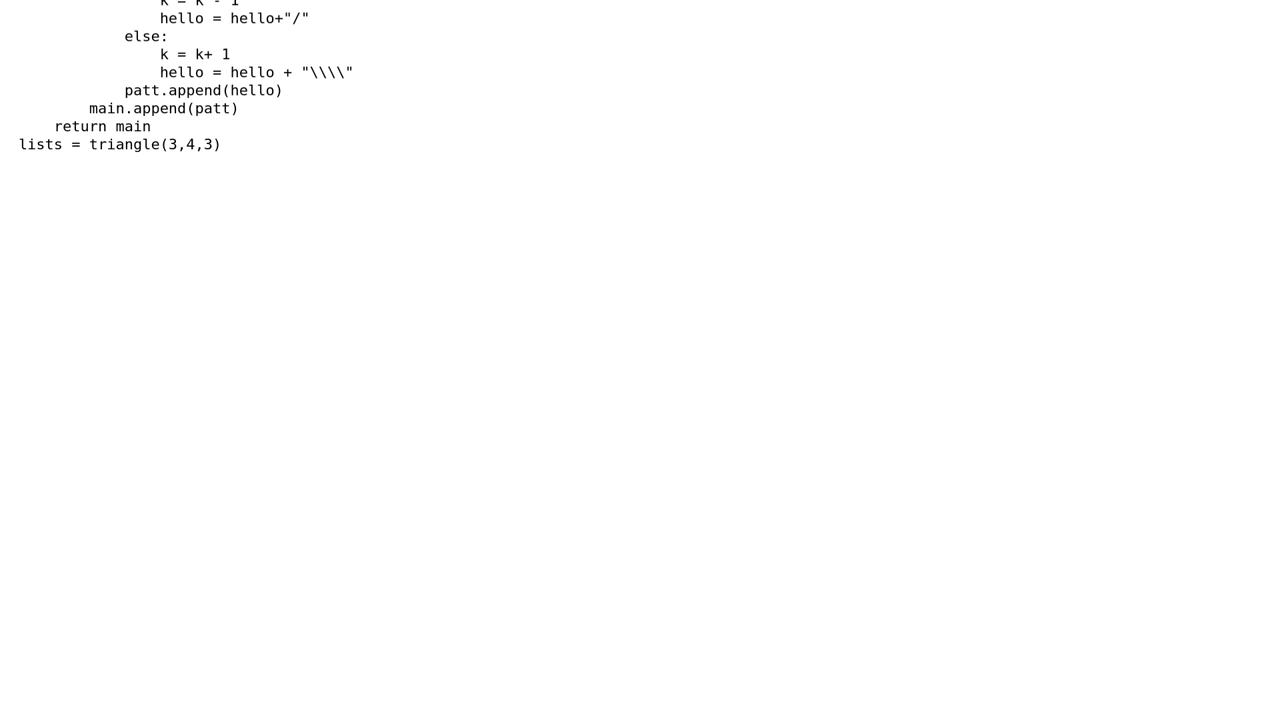 k = k - 1
hello = hello+"/"
else:
k = k+ 1
hello = hello + "\\\\"
patt.append(hello)
main.append(patt)
return main
lists = triangle(3,4,3)